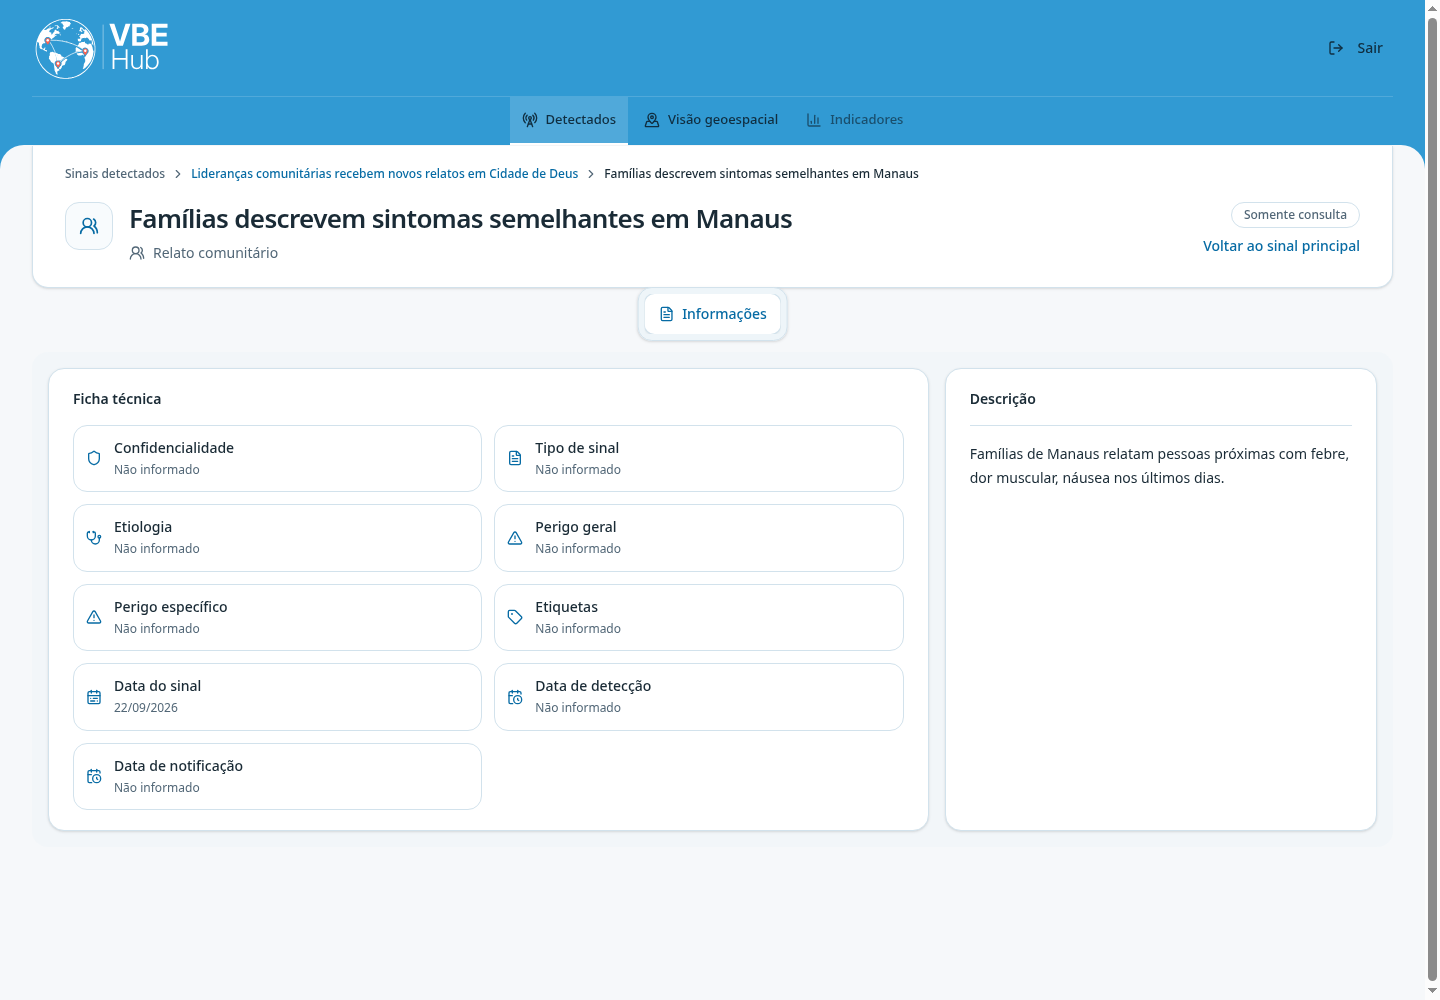 VBE
Hub
Sair
Detectados
Visão geoespacial
Indicadores
Sinais detectados > Lideranças comunitárias recebem novos relatos em Cidade de Deus > Famílias descrevem sintomas semelhantes em Manaus
Famílias descrevem sintomas semelhantes em Manaus
Relato comunitário
Somente consulta
Voltar ao sinal principal
Informações
Ficha técnica
Confidencialidade
Não informado
Tipo de sinal
Não informado
Etiologia
Não informado
Perigo geral
Não informado
Perigo específico
Não informado
Etiquetas
Não informado
Data do sinal
22/09/2026
Data de detecção
Não informado
Data de notificação
Não informado
Descrição
Famílias de Manaus relatam pessoas próximas com febre,
dor muscular, náusea nos últimos dias.